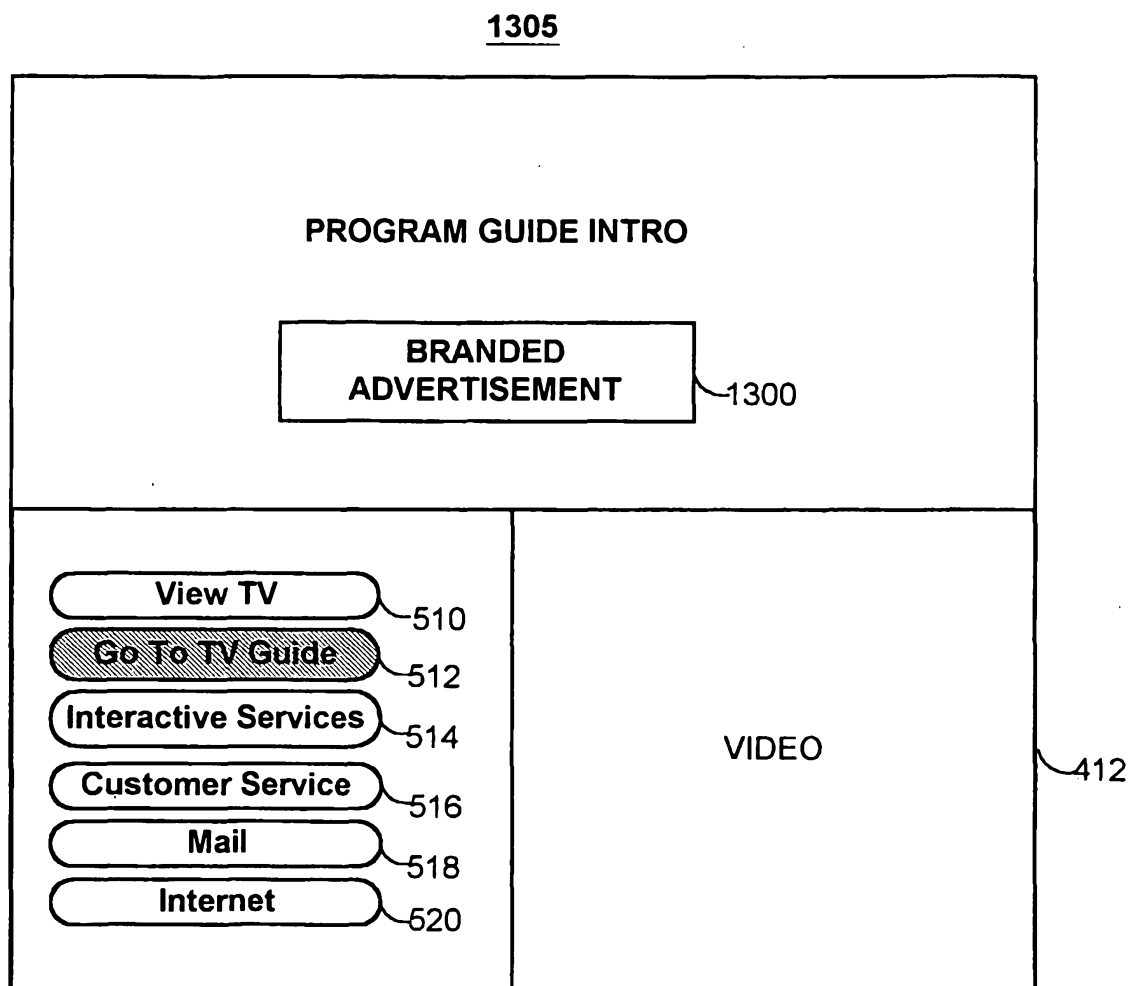 1305
PROGRAM GUIDE INTRO
BRANDED
ADVERTISEMENT
1300
View TV
510
Go To TV Guide
512
Interactive Services
514
Customer Service
516
Mail
518
Internet
520
VIDEO
412